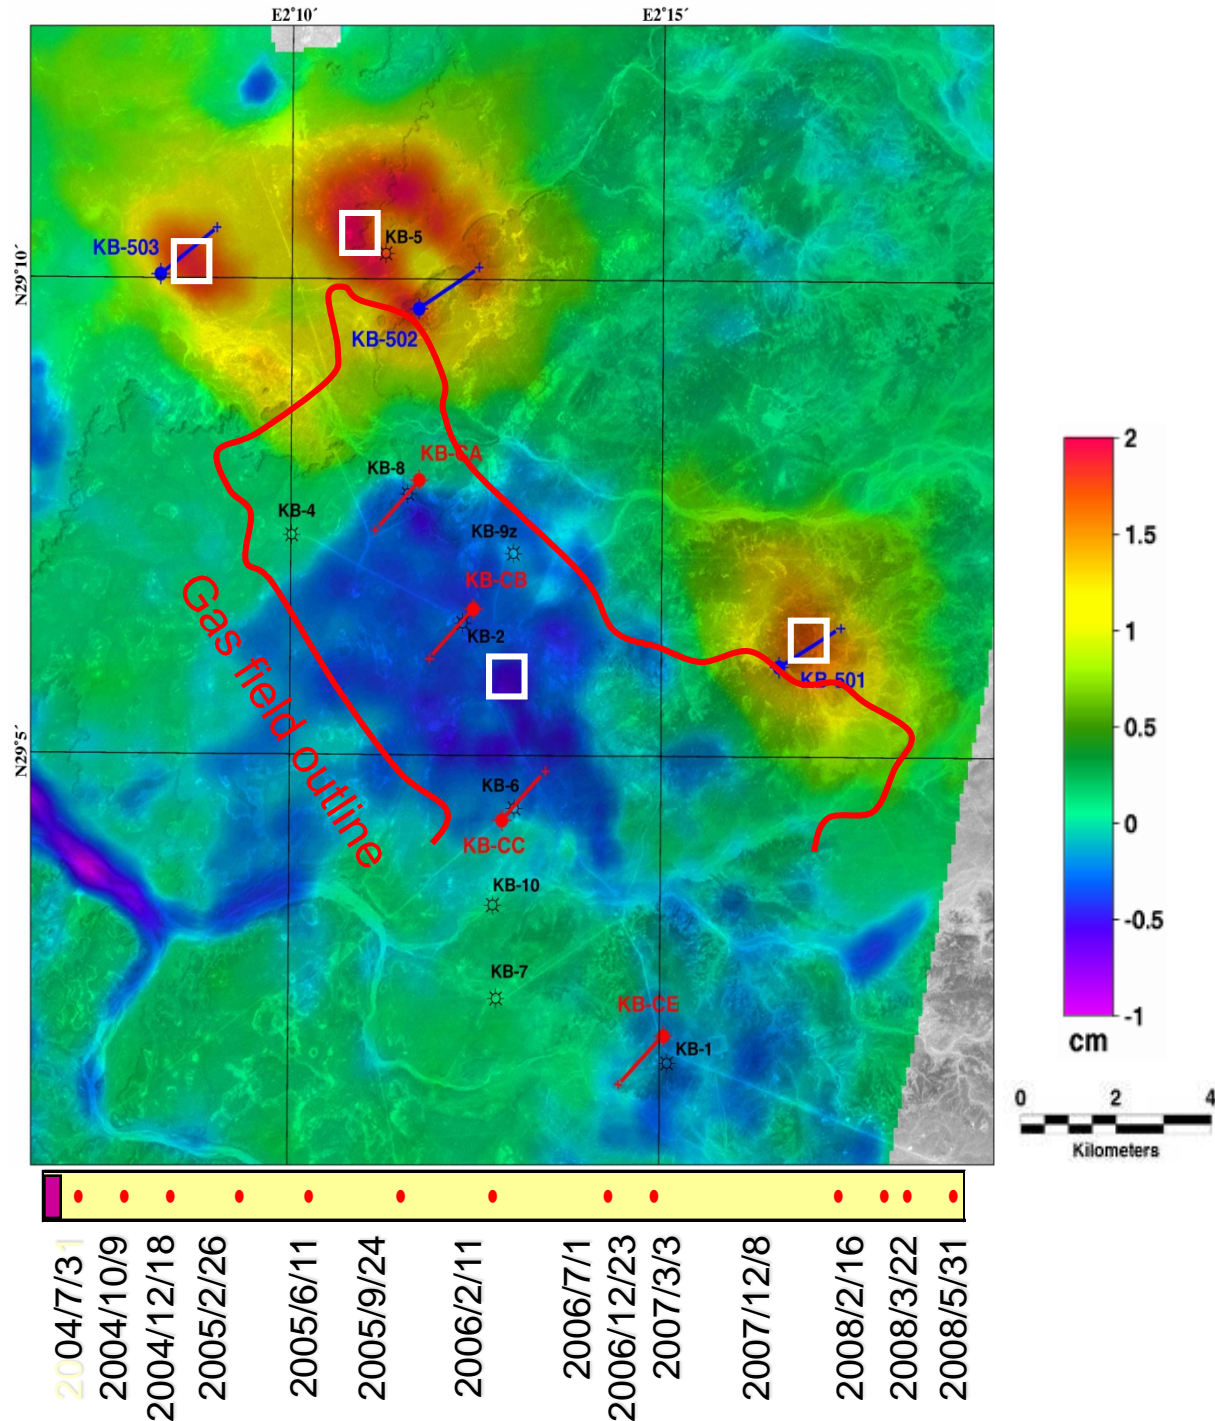 E2°10´
E2°15´
N29°10´
N29°5´
KB-503
KB-5
KB-502
KB-CA
KB-8
KB-4
KB-9z
KB-CB
KB-2
KB-501
Gas field outline
KB-6
KB-CC
KB-10
KB-7
KB-CE
KB-1
2
1.5
1
0.5
0
-0.5
-1
cm
0 2 4
Kilometers
2004/7/31
2004/10/9
2004/12/18
2005/2/26
2005/6/11
2005/9/24
2006/2/11
2006/7/1
2006/12/23
2007/3/3
2007/12/8
2008/2/16
2008/3/22
2008/5/31